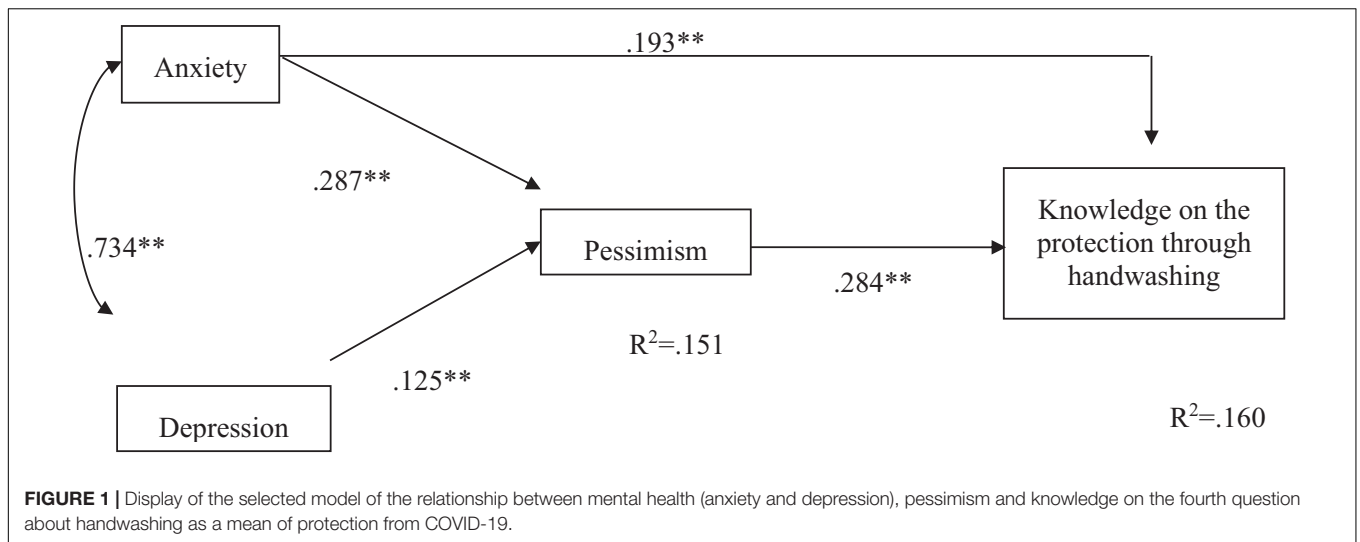 .193**
Anxiety
.287**
.734**
Pessimism
Knowledge on the
protection through
handwashing
.284**
R²=.151
.125**
Depression
R²=.160
FIGURE 1 | Display of the selected model of the relationship between mental health (anxiety and depression), pessimism and knowledge on the fourth question
about handwashing as a mean of protection from COVID-19.